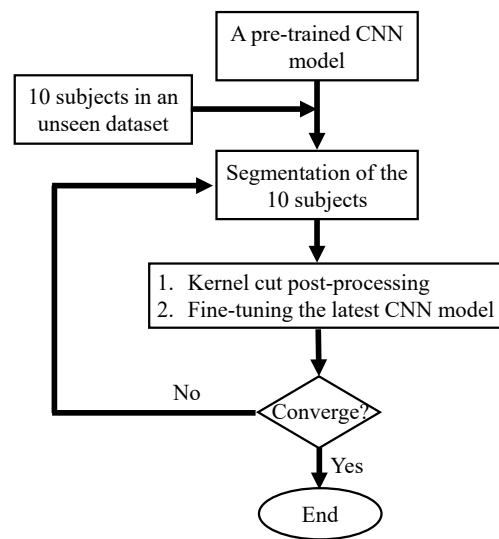 A pre-trained CNN
model
10 subjects in an
unseen dataset
Segmentation of the
10 subjects
1. Kernel cut post-processing
2. Fine-tuning the latest CNN model
No
Converge?
Yes
End